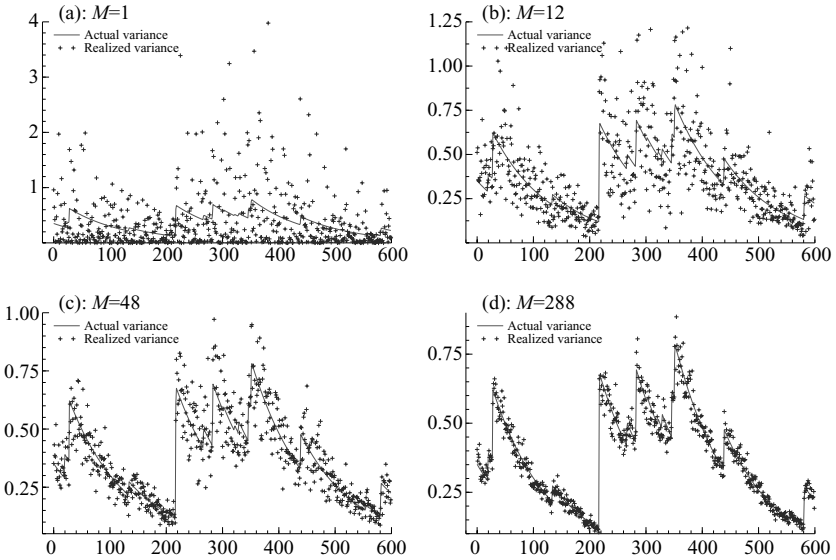 (a): M=1
Actual variance
Realized variance
4
3
2
1
0 100 200 300 400 500 600
(b): M=12
Actual variance
Realized variance
1.25
1.00
0.75
0.50
0.25
0 100 200 300 400 500 600
(c): M=48
Actual variance
Realized variance
1.00
0.75
0.50
0.25
0 100 200 300 400 500 600
(d): M=288
Actual variance
Realized variance
0.75
0.50
0.25
0 100 200 300 400 500 600